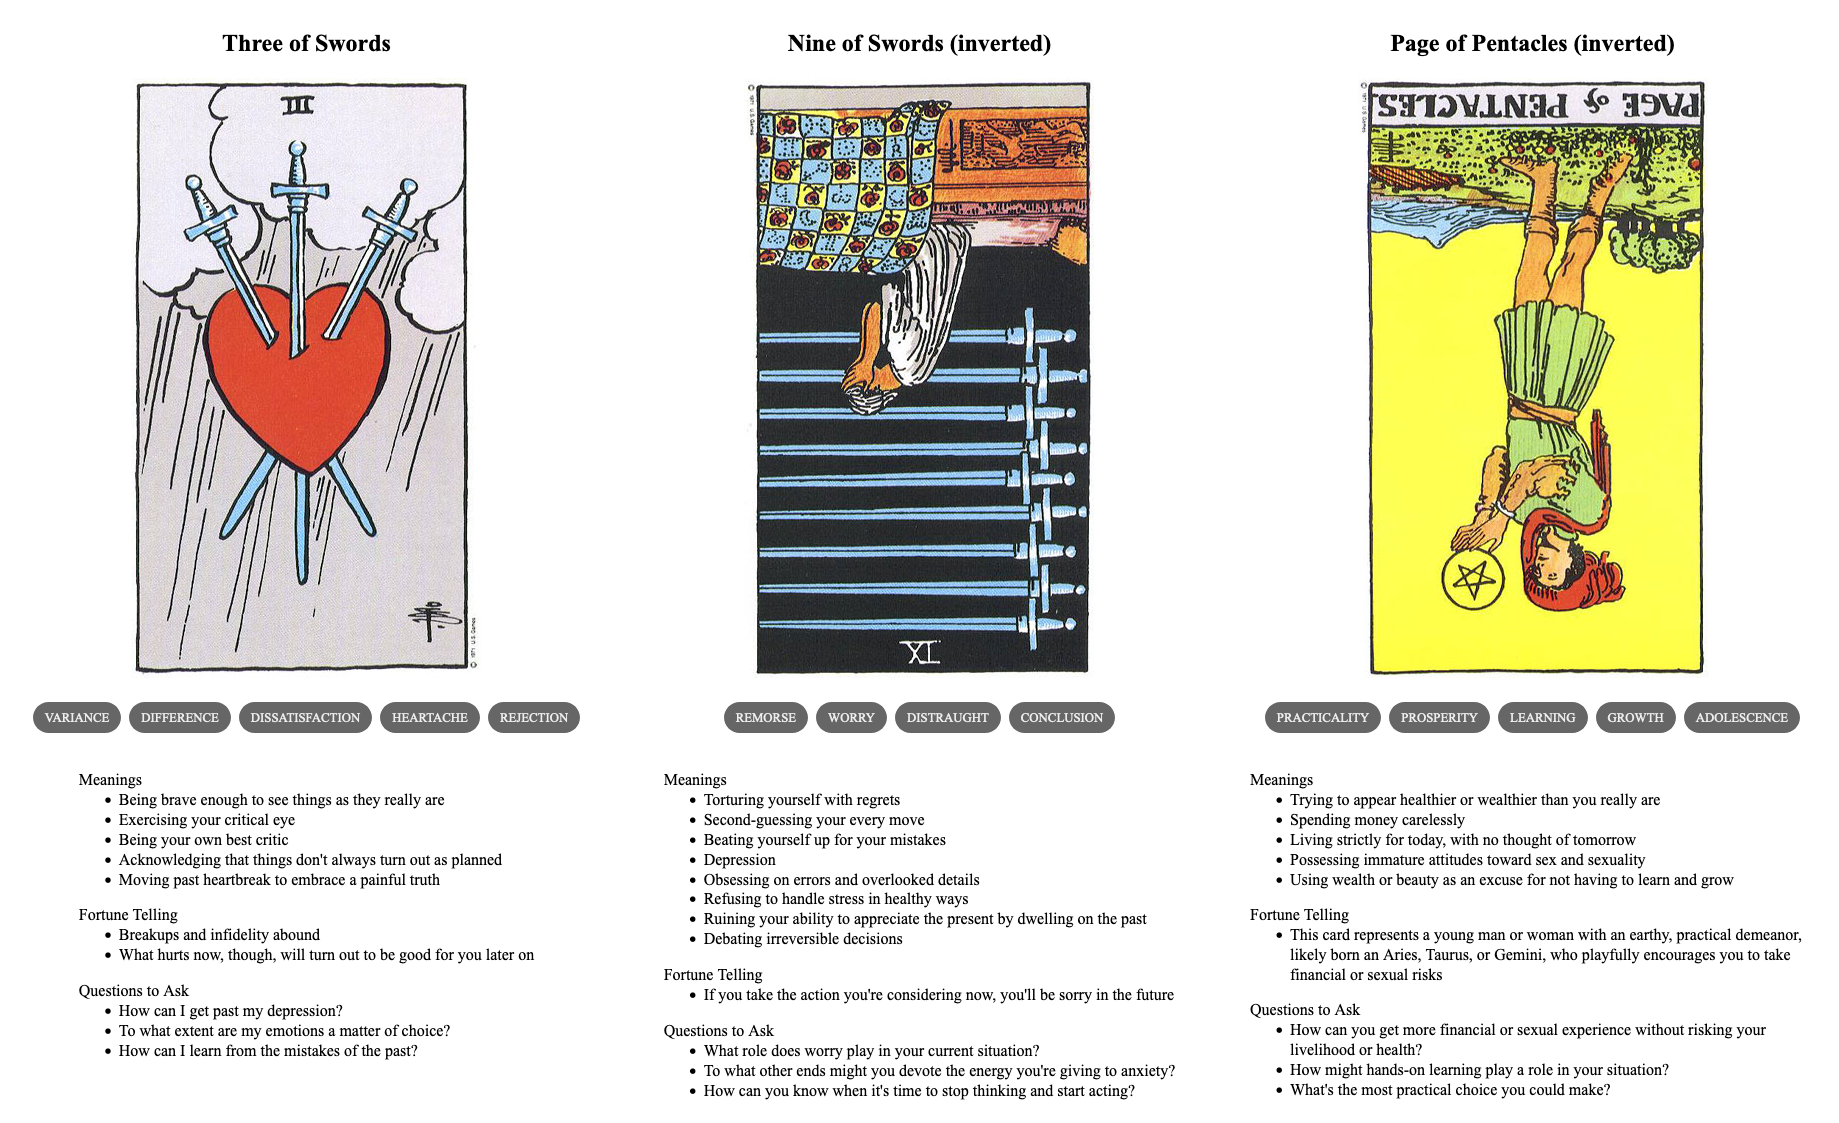 Three of Swords
III
© 1971 U.S. Games
VARIANCE DIFFERENCE DISSATISFACTION HEARTACHE REJECTION
Meanings
• Being brave enough to see things as they really are
• Exercising your critical eye
• Being your own best critic
• Acknowledging that things don't always turn out as planned
• Moving past heartbreak to embrace a painful truth
Fortune Telling
• Breakups and infidelity abound
• What hurts now, though, will turn out to be good for you later on
Questions to Ask
• How can I get past my depression?
• To what extent are my emotions a matter of choice?
• How can I learn from the mistakes of the past?
Nine of Swords (inverted)
© 1971 U.S. Games
IX
REMORSE WORRY DISTRAUGHT CONCLUSION
Meanings
• Torturing yourself with regrets
• Second-guessing your every move
• Beating yourself up for your mistakes
• Depression
• Obsessing on errors and overlooked details
• Refusing to handle stress in healthy ways
• Ruining your ability to appreciate the present by dwelling on the past
• Debating irreversible decisions
Fortune Telling
• If you take the action you're considering now, you'll be sorry in the future
Questions to Ask
• What role does worry play in your current situation?
• To what other ends might you devote the energy you're giving to anxiety?
• How can you know when it's time to stop thinking and start acting?
Page of Pentacles (inverted)
© 1971 U.S. Games
PAGE of PENTACLES
PRACTICALITY PROSPERITY LEARNING GROWTH ADOLESCENCE
Meanings
• Trying to appear healthier or wealthier than you really are
• Spending money carelessly
• Living strictly for today, with no thought of tomorrow
• Possessing immature attitudes toward sex and sexuality
• Using wealth or beauty as an excuse for not having to learn and grow
Fortune Telling
• This card represents a young man or woman with an earthy, practical demeanor,
likely born an Aries, Taurus, or Gemini, who playfully encourages you to take
financial or sexual risks
Questions to Ask
• How can you get more financial or sexual experience without risking your
livelihood or health?
• How might hands-on learning play a role in your situation?
• What's the most practical choice you could make?